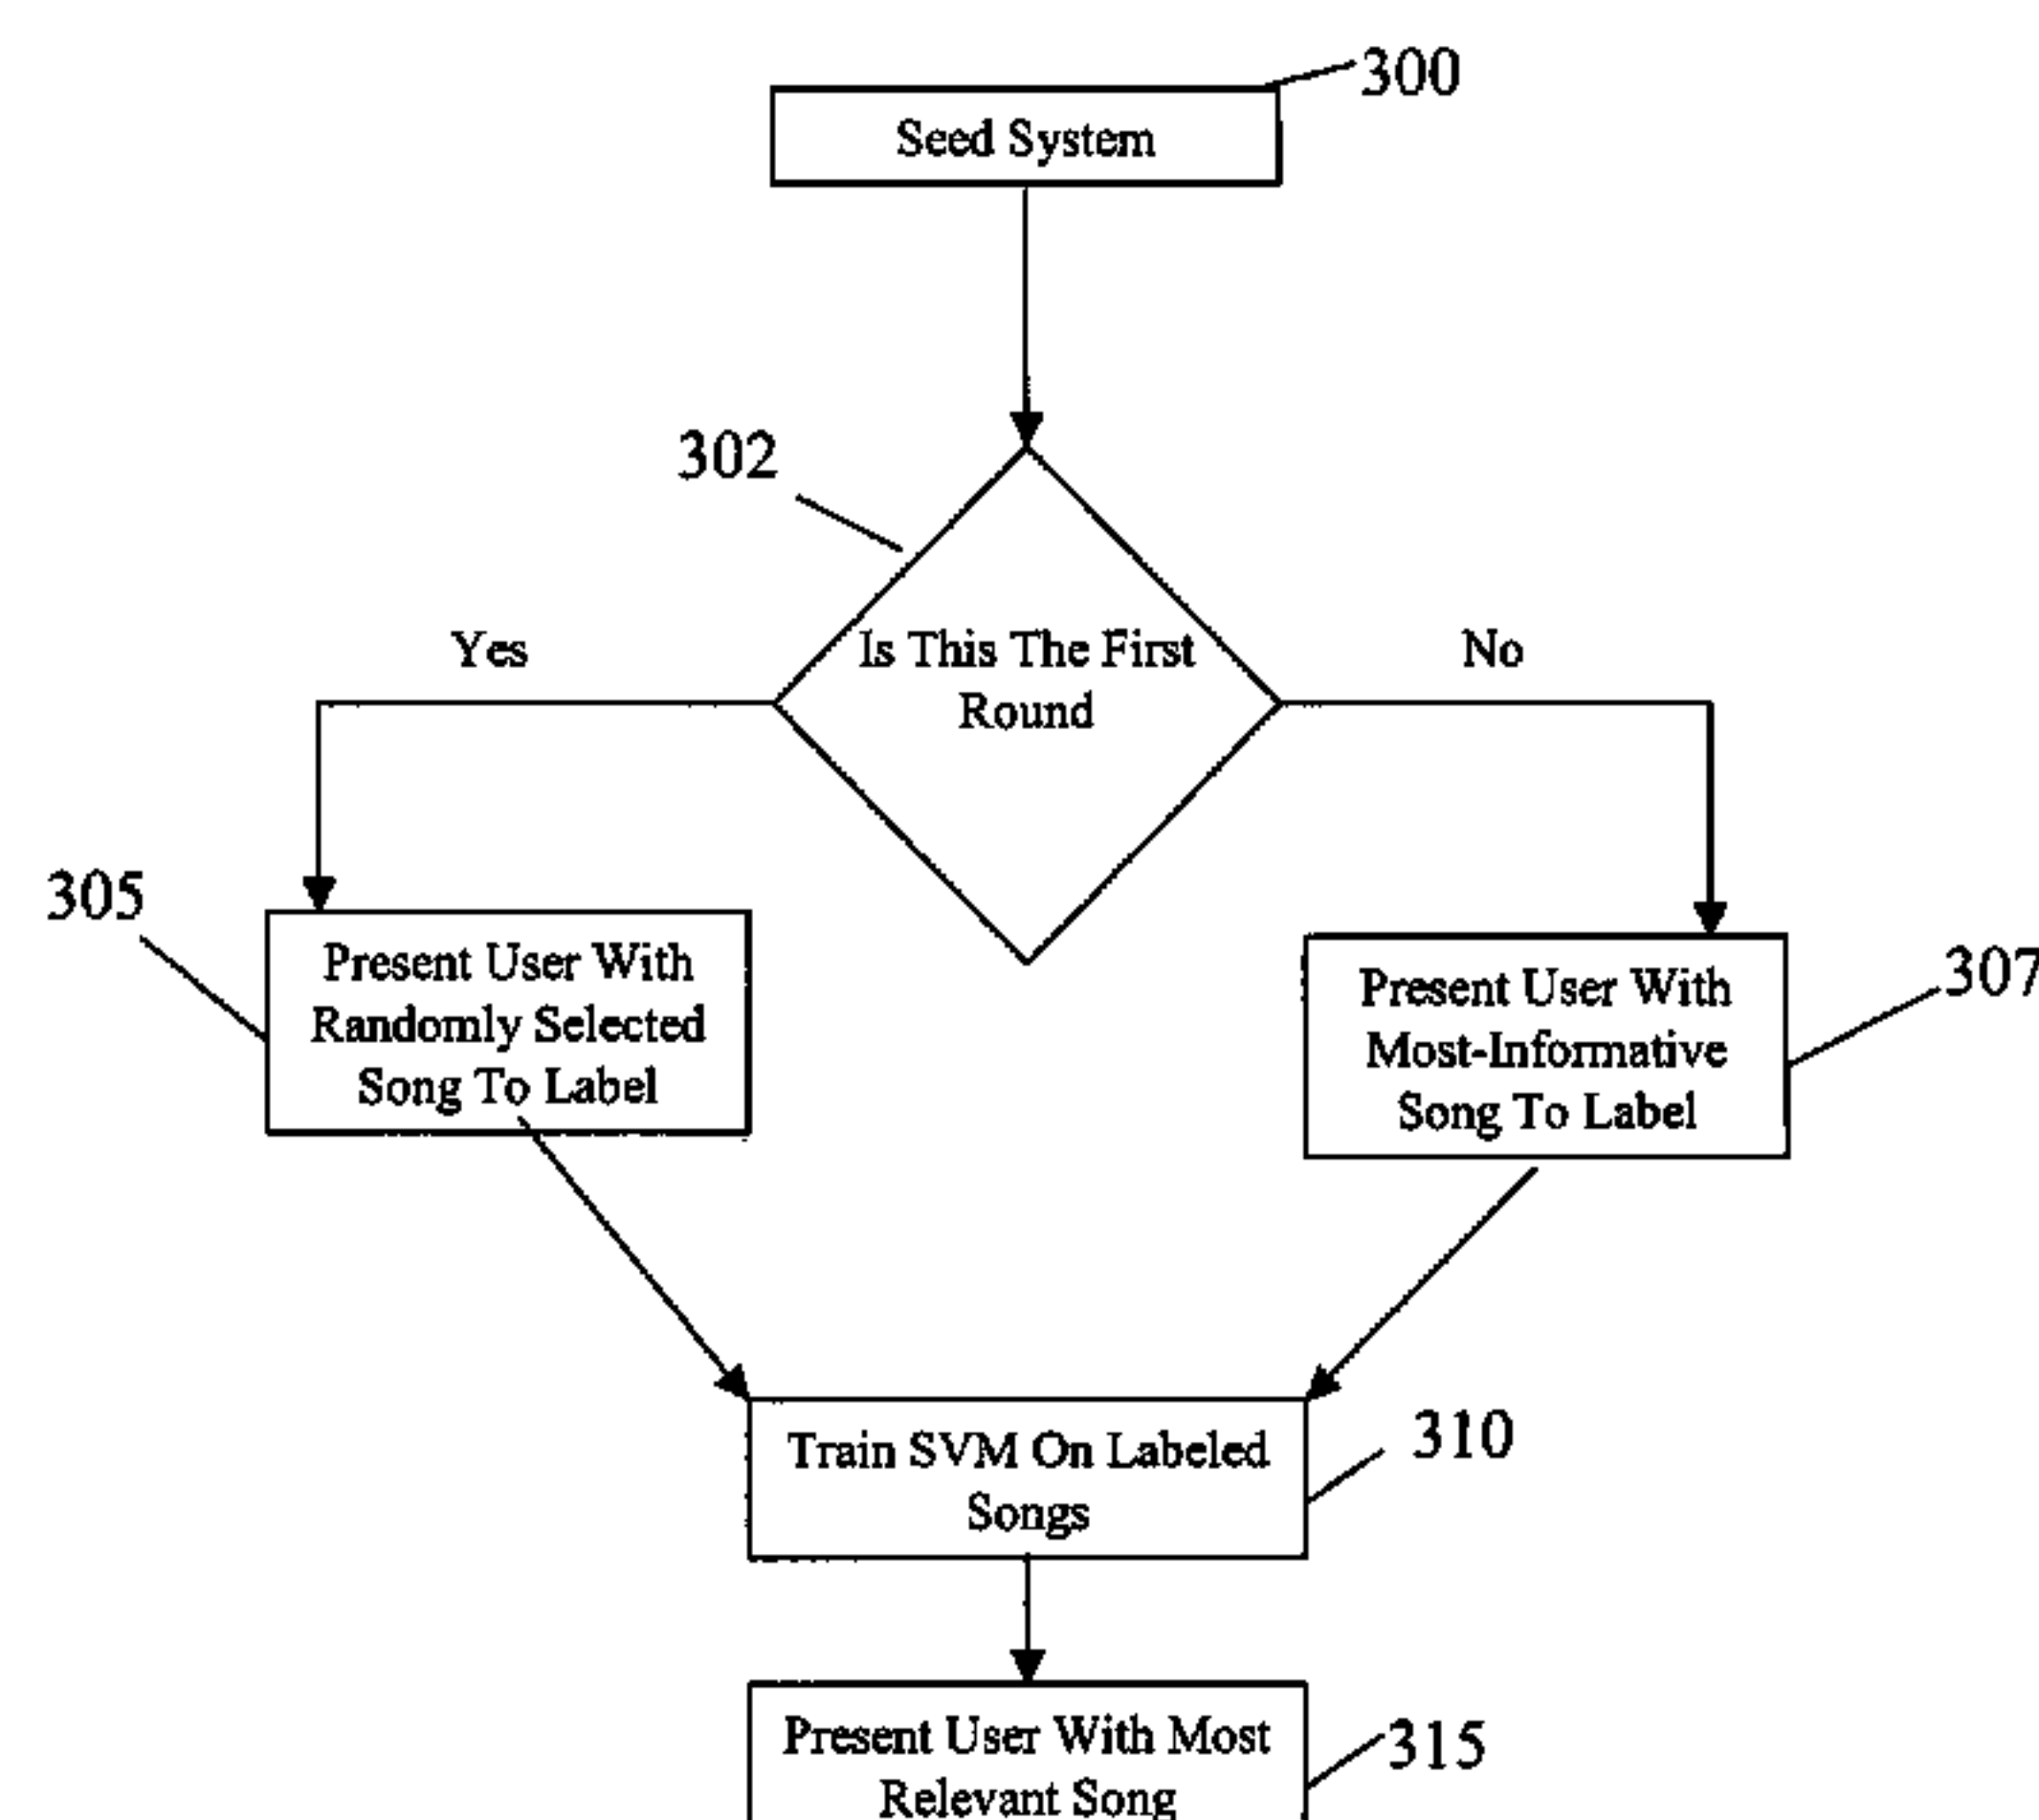 300
Seed System
302
Yes
Is This The First
Round
No
305
Present User With
Randomly Selected
Song To Label
Present User With
Most-Informative
Song To Label
307
Train SVM On Labeled
Songs
310
Present User With Most
Relevant Song
315